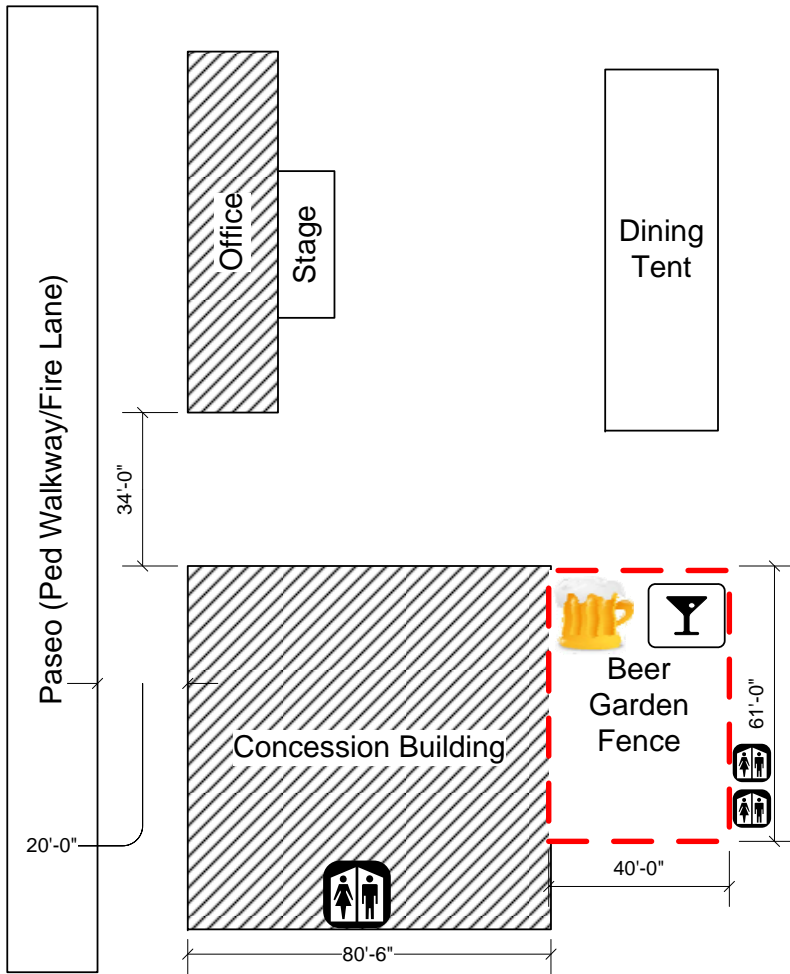 Paseo (Ped Walkway/Fire Lane)
Office
Stage
Dining
Tent
34'-0"
Beer
Garden
Fence
61'-0"
Concession Building
20'-0"
40'-0"
80'-6"